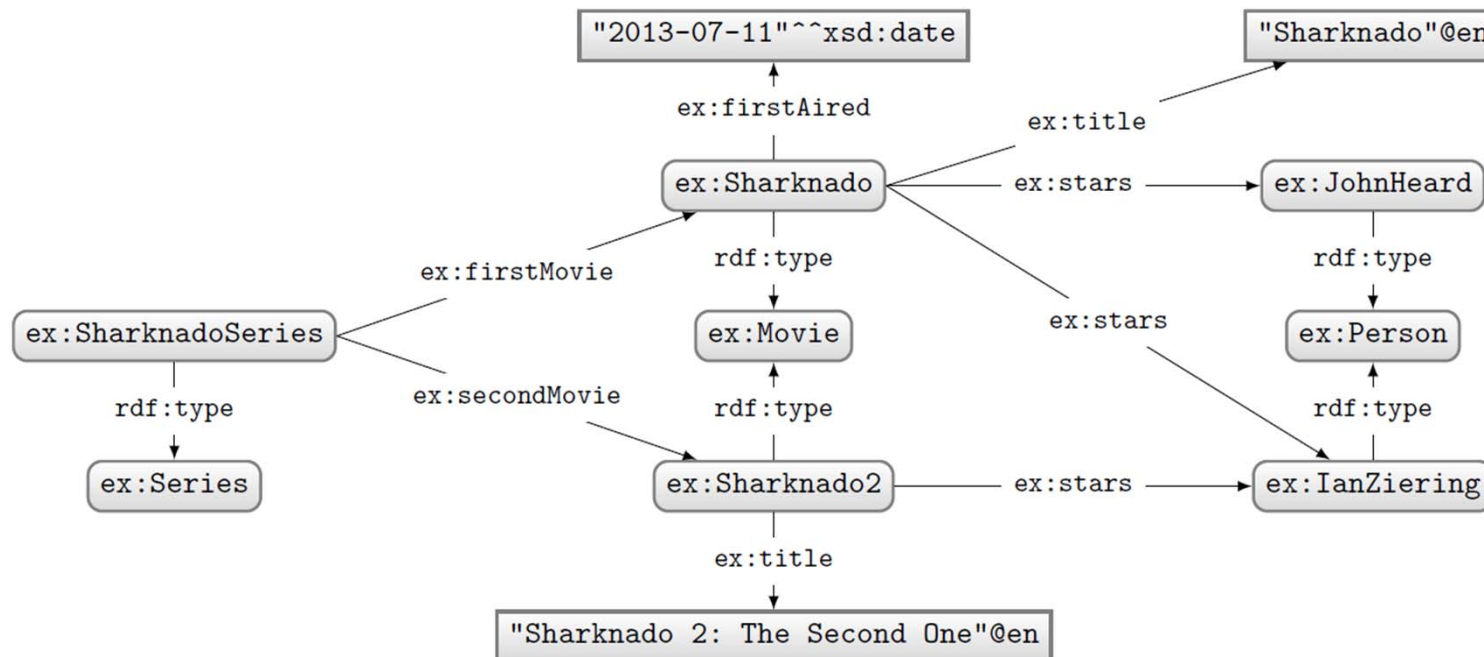 "2013-07-11"^^xsd:date
"Sharknado"@en
ex:firstAired
ex:title
ex:Sharknado
ex:stars
ex:JohnHeard
ex:firstMovie
rdf:type
rdf:type
ex:SharknadoSeries
ex:Movie
ex:stars
ex:Person
rdf:type
ex:secondMovie
rdf:type
rdf:type
ex:Series
ex:Sharknado2
ex:stars
ex:IanZiering
ex:title
"Sharknado 2: The Second One"@en